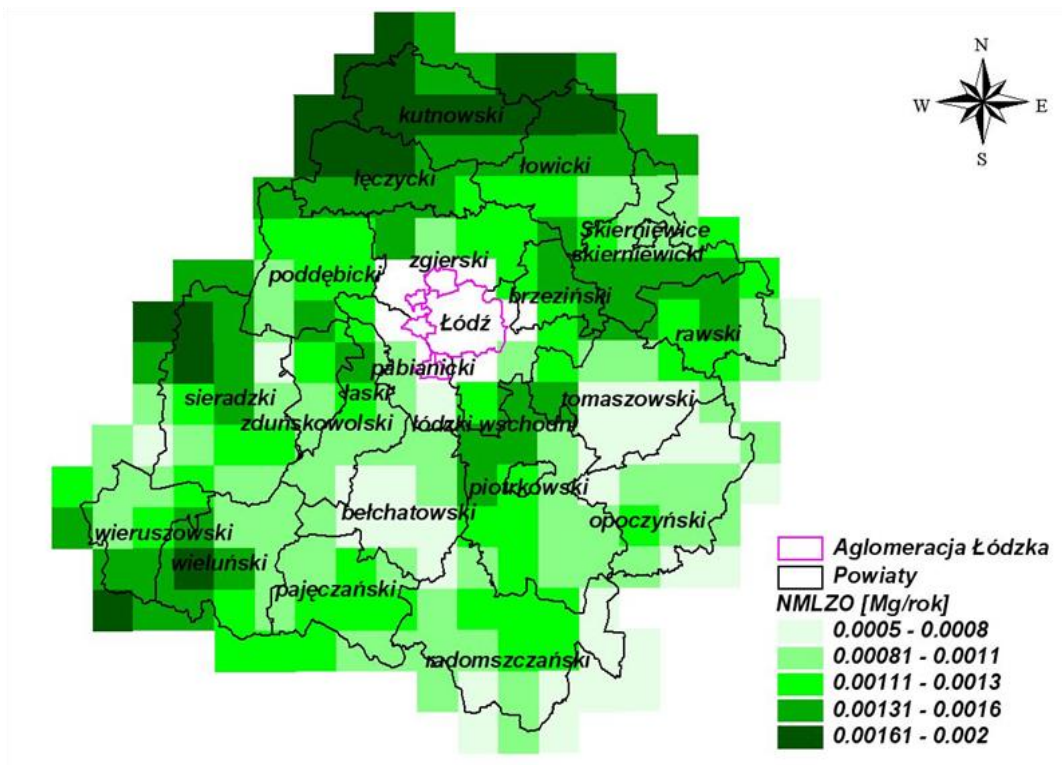 N
W E
S
kutnowski
łowicki
łęczycki
Skierniewice
skierniewicki
zgierski
poddębicki
brzeziński
Łódź
rawski
pabianicki
sieradzki
łaski
tomaszowski
zduńskowolski
łódzki wschodni
piotrkowski
bełchatowski
opoczyński
wieruszowski
wieluński
pajęczański
radomszczański
Aglomeracja Łódzka
Powiaty
NMLZO [Mg/rok]
0.0005 - 0.0008
0.00081 - 0.0011
0.00111 - 0.0013
0.00131 - 0.0016
0.00161 - 0.002